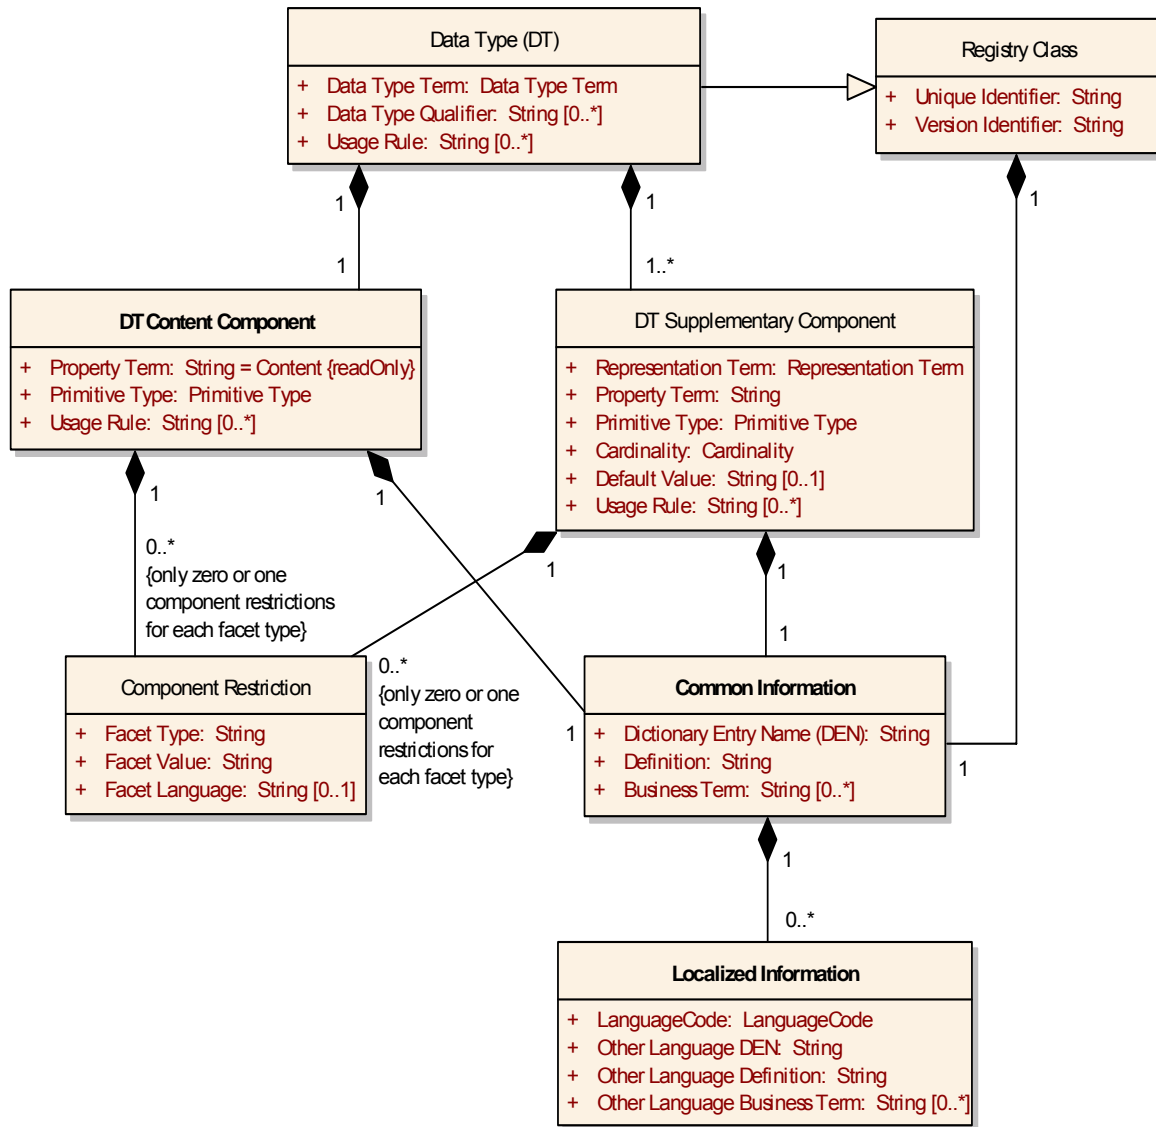 Data Type (DT)
+ Data Type Term: Data Type Term
+ Data Type Qualifier: String [0..*]
+ Usage Rule: String [0..*]
Registry Class
+ Unique Identifier: String
+ Version Identifier: String
1
1
1
1
1..*
DT Content Component
+ Property Term: String = Content {readOnly}
+ Primitive Type: Primitive Type
+ Usage Rule: String [0..*]
DT Supplementary Component
+ Representation Term: Representation Term
+ Property Term: String
+ Primitive Type: Primitive Type
+ Cardinality: Cardinality
+ Default Value: String [0..1]
+ Usage Rule: String [0..*]
1
1
1
1
0..*
{only zero or one
component restrictions
for each facet type}
1
0..*
{only zero or one
component
restrictions for
each facet type}
Component Restriction
+ Facet Type: String
+ Facet Value: String
+ Facet Language: String [0..1]
Common Information
+ Dictionary Entry Name (DEN): String
+ Definition: String
+ Business Term: String [0..*]
1
1
1
0..*
Localized Information
+ LanguageCode: LanguageCode
+ Other Language DEN: String
+ Other Language Definition: String
+ Other Language Business Term: String [0..*]